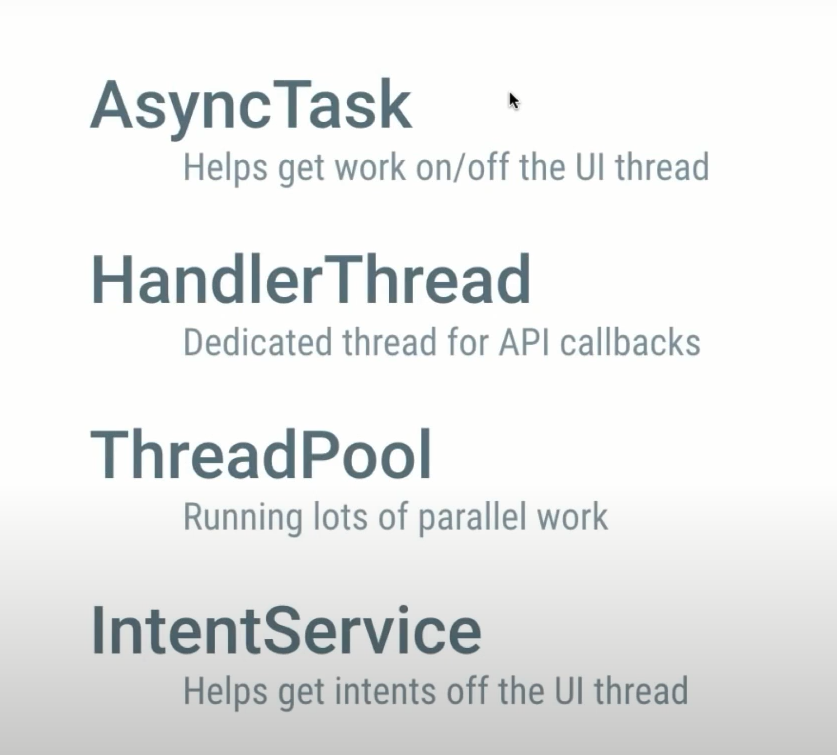 AsyncTask
Helps get work on/off the UI thread
HandlerThread
Dedicated thread for API callbacks
ThreadPool
Running lots of parallel work
IntentService
Helps get intents off the UI thread